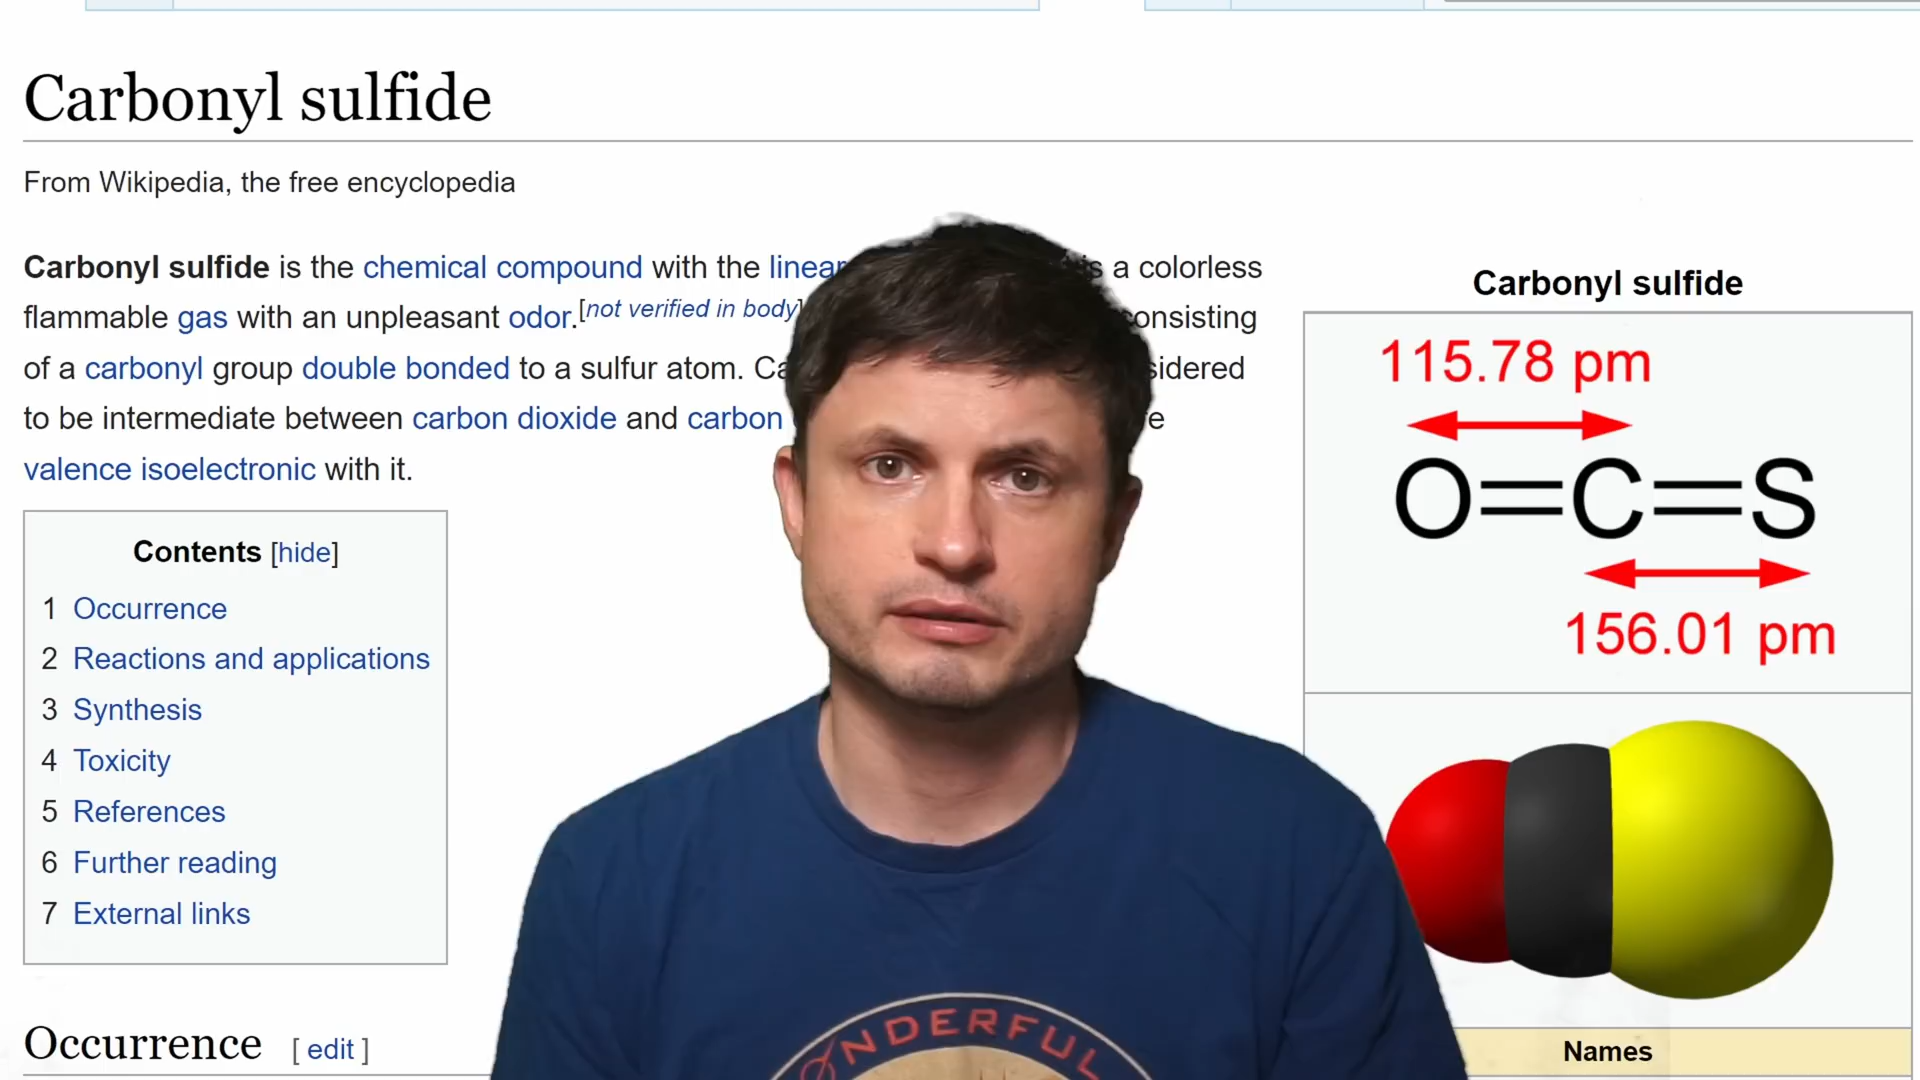 Carbonyl sulfide
From Wikipedia, the free encyclopedia
Carbonyl sulfide is the chemical compound with the linear is a colorless
flammable gas with an unpleasant odor.[not verified in body] consisting
of a carbonyl group double bonded to a sulfur atom.
to be intermediate between carbon dioxide and carbon
valence isoelectronic with it.
Contents [hide]
1 Occurrence
2 Reactions and applications
3 Synthesis
4 Toxicity
5 References
6 Further reading
7 External links
Occurrence [ edit ]
Carbonyl sulfide
115.78 pm
O=C=S
156.01 pm
Names
NDERFUL